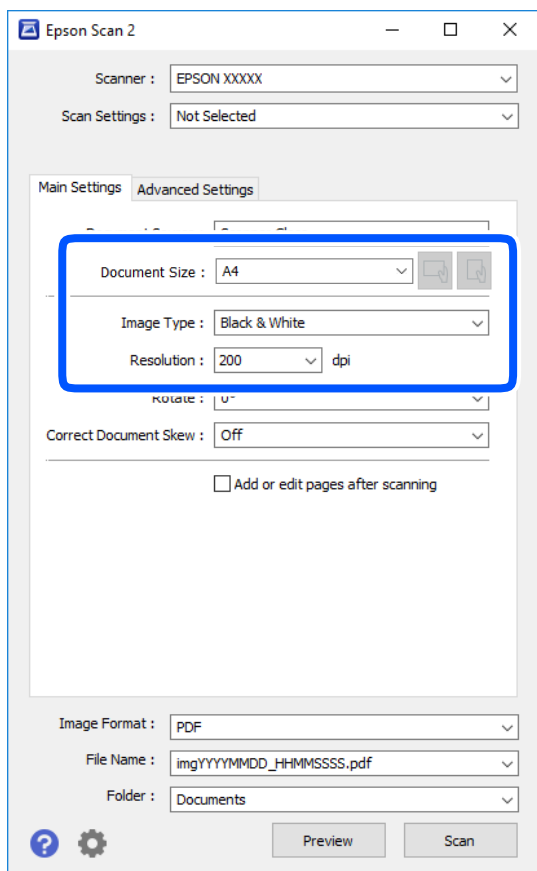 Epson Scan 2
Scanner : EPSON XXXXX
Scan Settings : Not Selected
Main Settings Advanced Settings
Document Size : A4
Image Type : Black & White
Resolution : 200 dpi
Rotate : 0°
Correct Document Skew : Off
Add or edit pages after scanning
Image Format : PDF
File Name : imgYYYYMMDD_HHMMSSSS.pdf
Folder : Documents
? Preview Scan